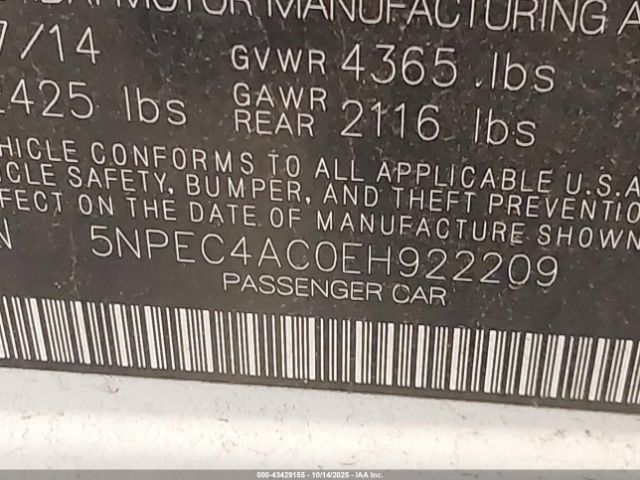 MOTOR MANUFACTURING A
7/14 GVWR 4365 lbs
2425 lbs GAWR REAR 2116 lbs
HICLE CONFORMS TO ALL APPLICABLE U.S.A
ICLE SAFETY, BUMPER, AND THEFT PREVENTIO
FFECT ON THE DATE OF MANUFACTURE SHOWN
N 5NPEC4AC0EH922209
PASSENGER CAR
000-43429155 - 10/14/2025 - IAA Inc.